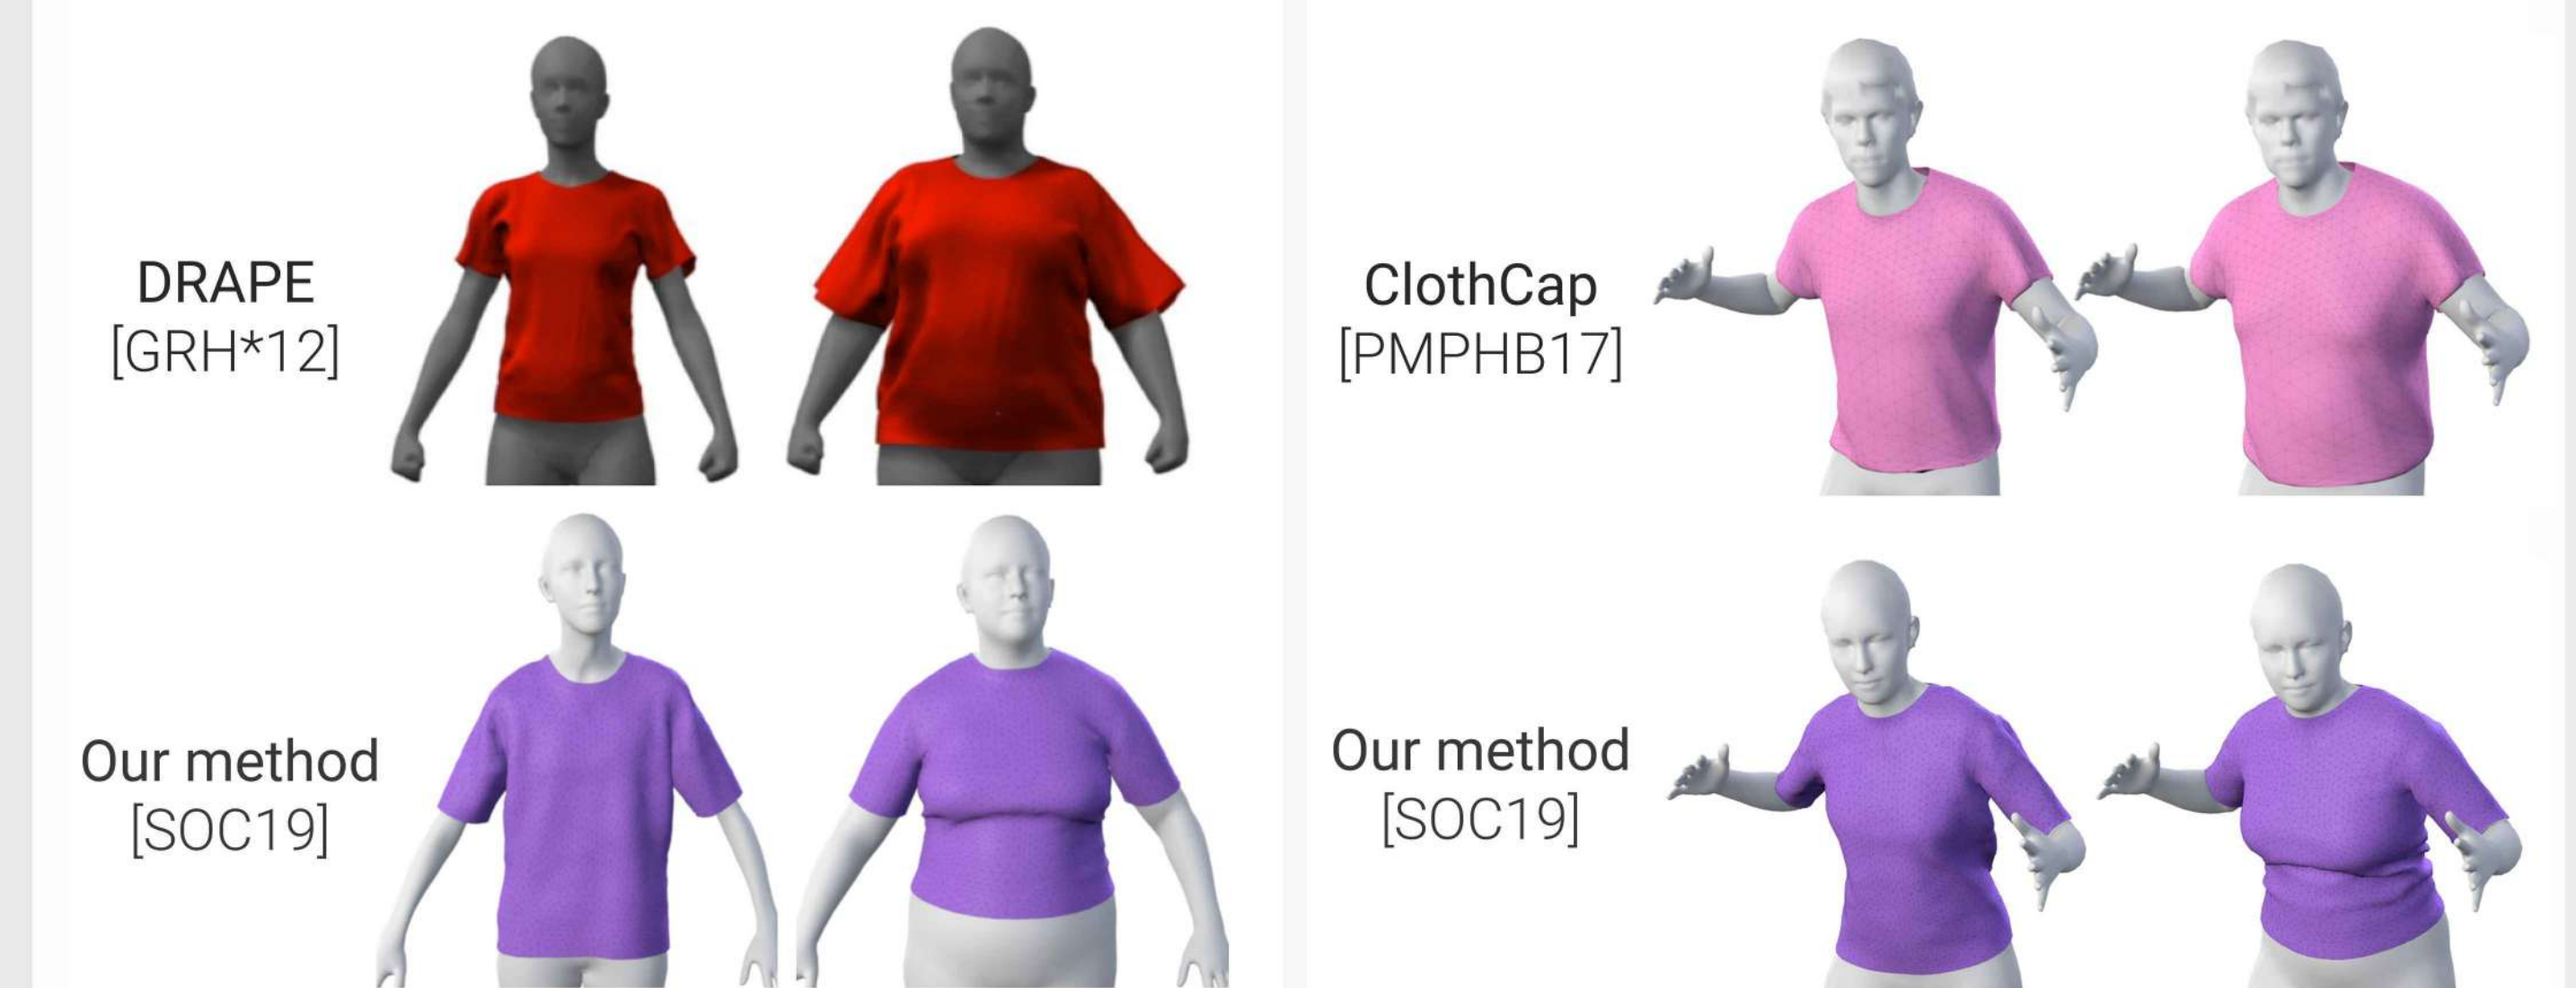 DRAPE
[GRH*12]
Our method
[SOC19]
ClothCap
[PMPHB17]
Our method
[SOC19]